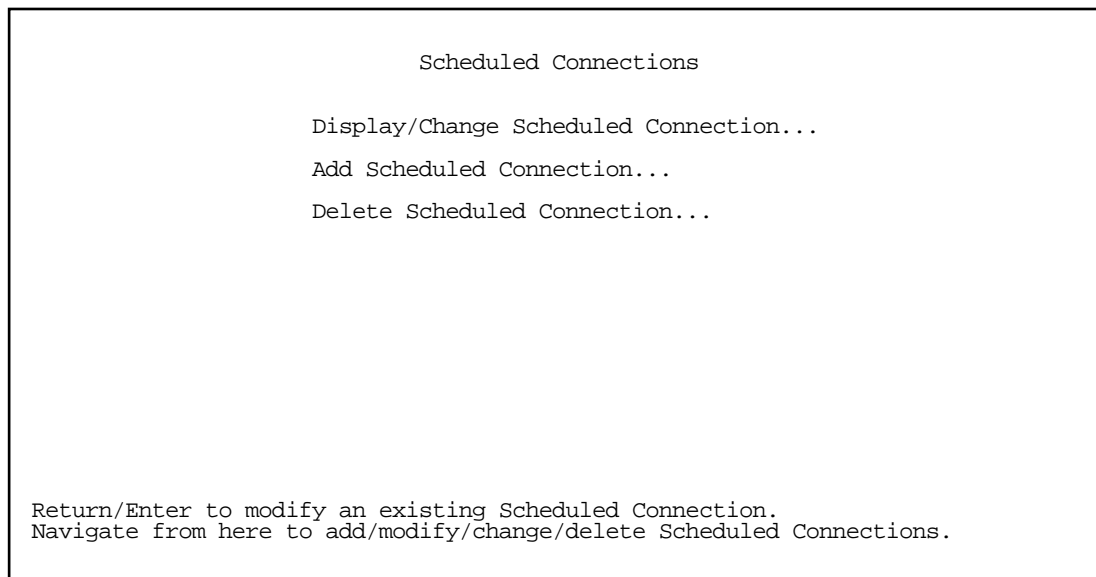 Scheduled Connections
Display/Change Scheduled Connection...
Add Scheduled Connection...
Delete Scheduled Connection...
Return/Enter to modify an existing Scheduled Connection.
Navigate from here to add/modify/change/delete Scheduled Connections.